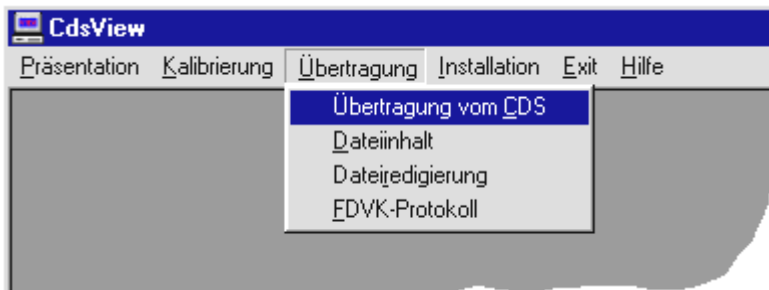 CdsView
Präsentation Kalibrierung Übertragung Installation Exit Hilfe
Übertragung vom CDS
Dateiinhalt
Dateiredigierung
FDVK-Protokoll